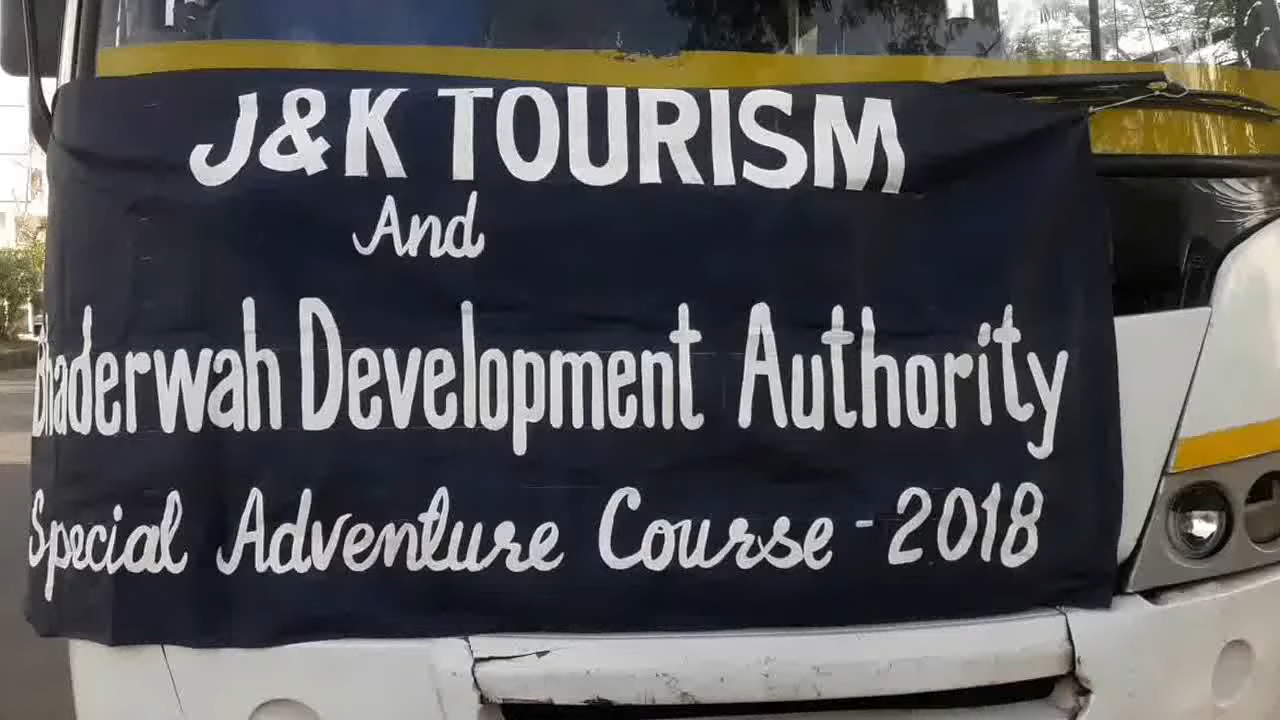 J&K TOURISM
And
Bhaderwah Development Authority
Special Adventure Course - 2018